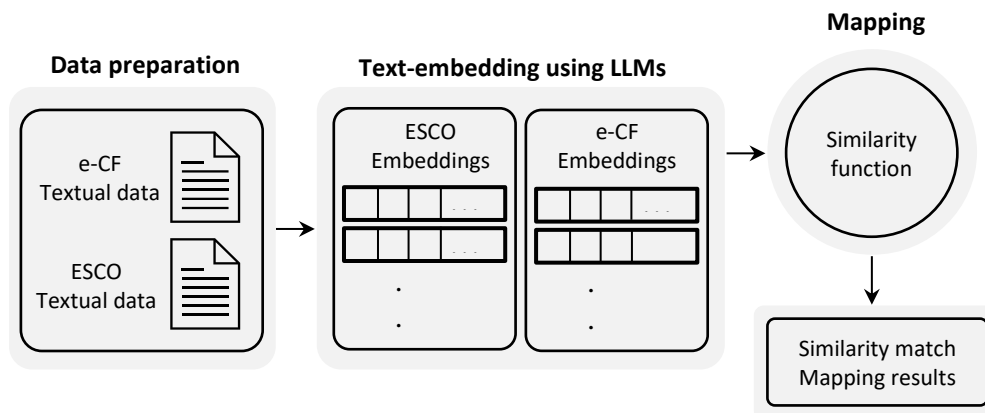 Data preparation
e-CF
Textual data
ESCO
Textual data
Text-embedding using LLMs
ESCO
Embeddings
. . .
. . .
.
.
e-CF
Embeddings
. . .
.
.
Mapping
Similarity
function
Similarity match
Mapping results